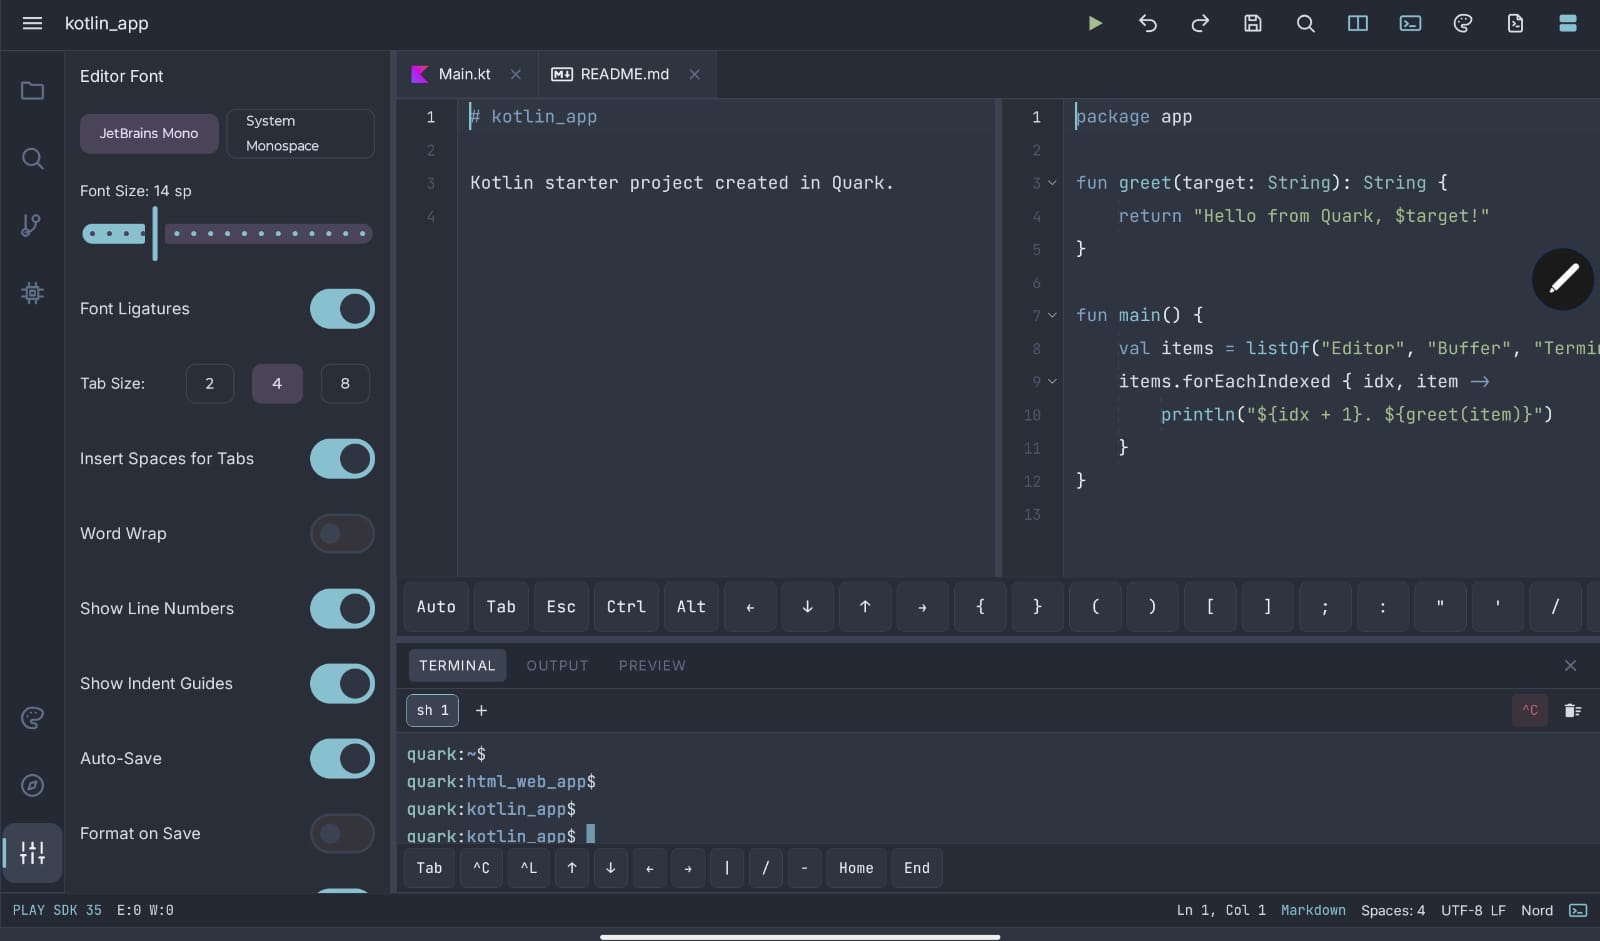 kotlin_app
Editor Font
JetBrains Mono
System
Monospace
Font Size: 14 sp
Font Ligatures
Tab Size:
2
4
8
Insert Spaces for Tabs
Word Wrap
Show Line Numbers
Show Indent Guides
Auto-Save
Format on Save
Main.kt
README.md
1 # kotlin_app
2
3 Kotlin starter project created in Quark.
4
1 package app
2
3 fun greet(target: String): String {
4 return "Hello from Quark, $target!"
5 }
6
7 fun main() {
8 val items = listOf("Editor", "Buffer", "Termi
9 items.forEachIndexed { idx, item ->
10 println("${idx + 1}. ${greet(item)}")
11 }
12 }
13
Auto Tab Esc Ctrl Alt ← ↓ ↑ → { } ( ) [ ] ; : " ' /
TERMINAL OUTPUT PREVIEW
sh 1 +
^C
quark:~$
quark:html_web_app$
quark:kotlin_app$
quark:kotlin_app$
Tab ^C ^L ↑ ↓ ← → | / - Home End
PLAY SDK 35 E:0 W:0
Ln 1, Col 1 Markdown Spaces: 4 UTF-8 LF Nord